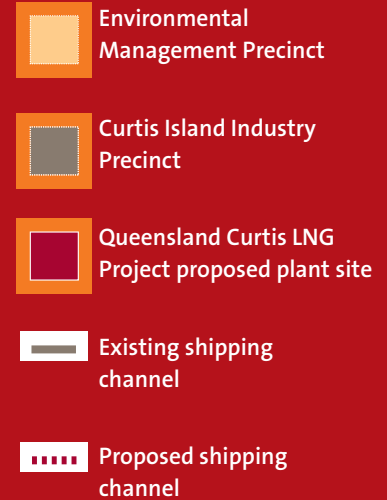 Environmental
Management Precinct
Curtis Island Industry
Precinct
Queensland Curtis LNG
Project proposed plant site
Existing shipping
channel
Proposed shipping
channel